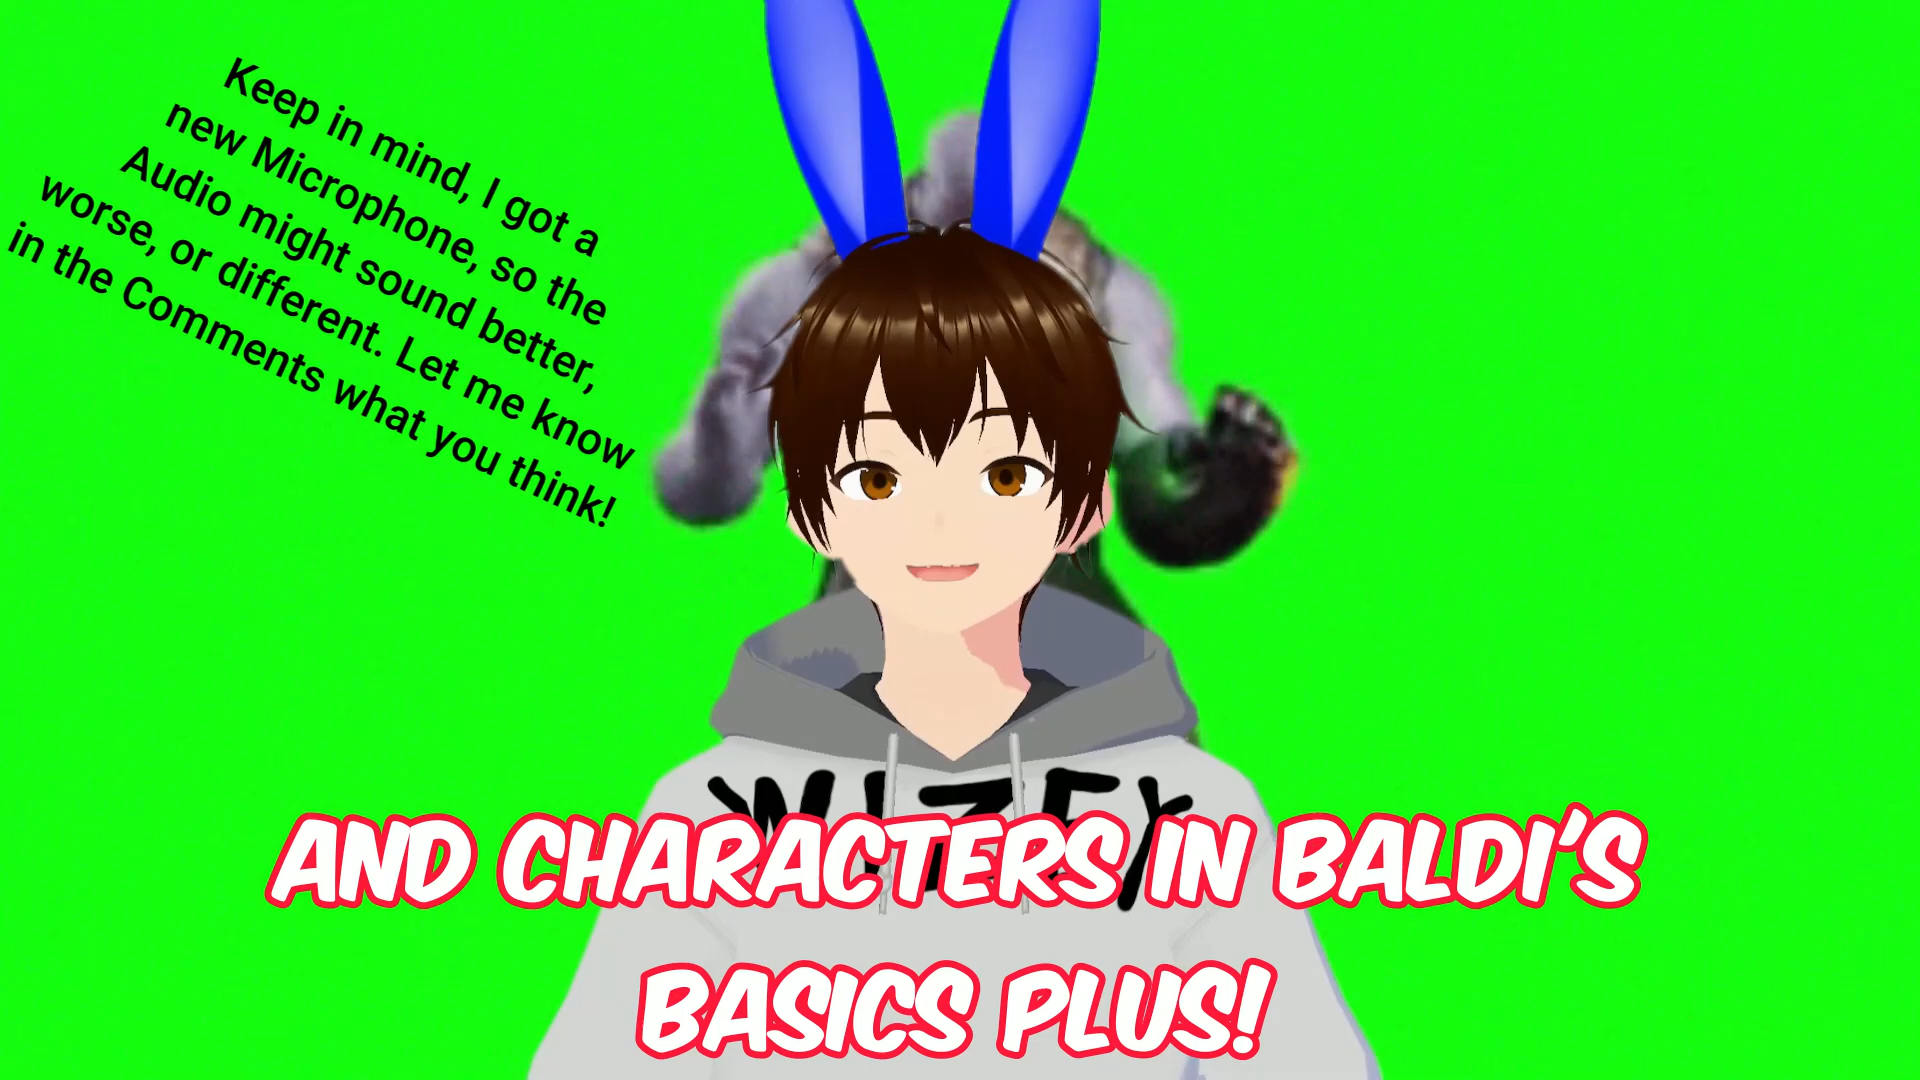 Keep in mind, I got a
new Microphone, so the
Audio might sound better,
worse, or different. Let me know
in the Comments what you think!
AND CHARACTERS IN BALDI'S
BASICS PLUS!